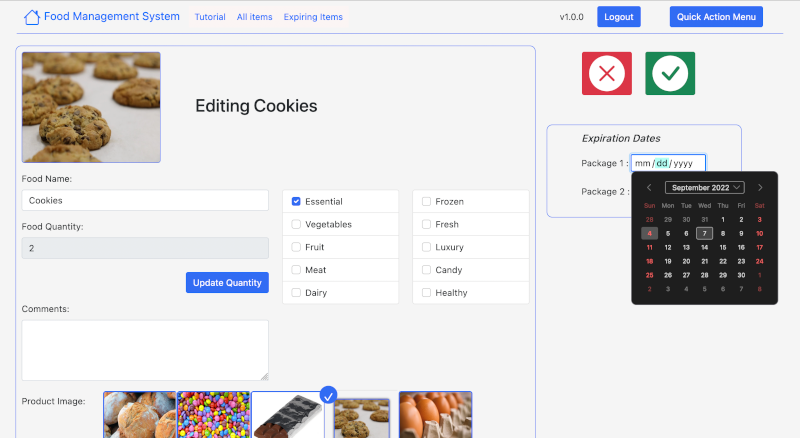 Food Management System Tutorial All items Expiring Items v1.0.0 Logout Quick Action Menu
Editing Cookies
Food Name:
Cookies
Food Quantity:
2
Update Quantity
Comments:
Product Image:
Essential
Vegetables
Fruit
Meat
Dairy
Frozen
Fresh
Luxury
Candy
Healthy
Expiration Dates
Package 1 : mm/dd/yyyy
Package 2 :
September 2022
Sun Mon Tue Wed Thu Fri Sat
28 29 30 31 1 2 3
4 5 6 7 8 9 10
11 12 13 14 15 16 17
18 19 20 21 22 23 24
25 26 27 28 29 30 1
2 3 4 5 6 7 8